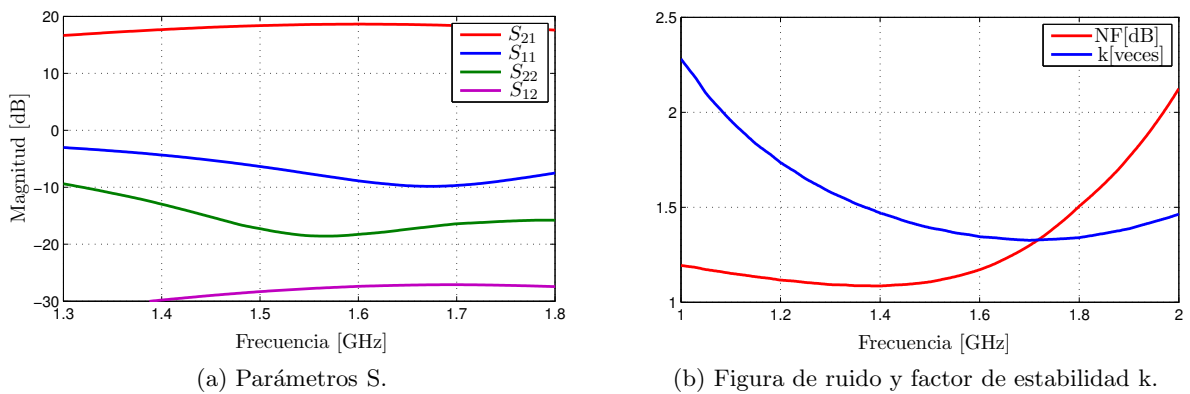 20
10
0
−10
−20
−30
1.3
1.4
1.5
1.6
1.7
1.8
Magnitud [dB]
Frecuencia [GHz]
S21
S11
S22
S12
(a) Parámetros S.
2.5
2
1.5
1
1
1.2
1.4
1.6
1.8
2
Frecuencia [GHz]
NF[dB]
k[veces]
(b) Figura de ruido y factor de estabilidad k.